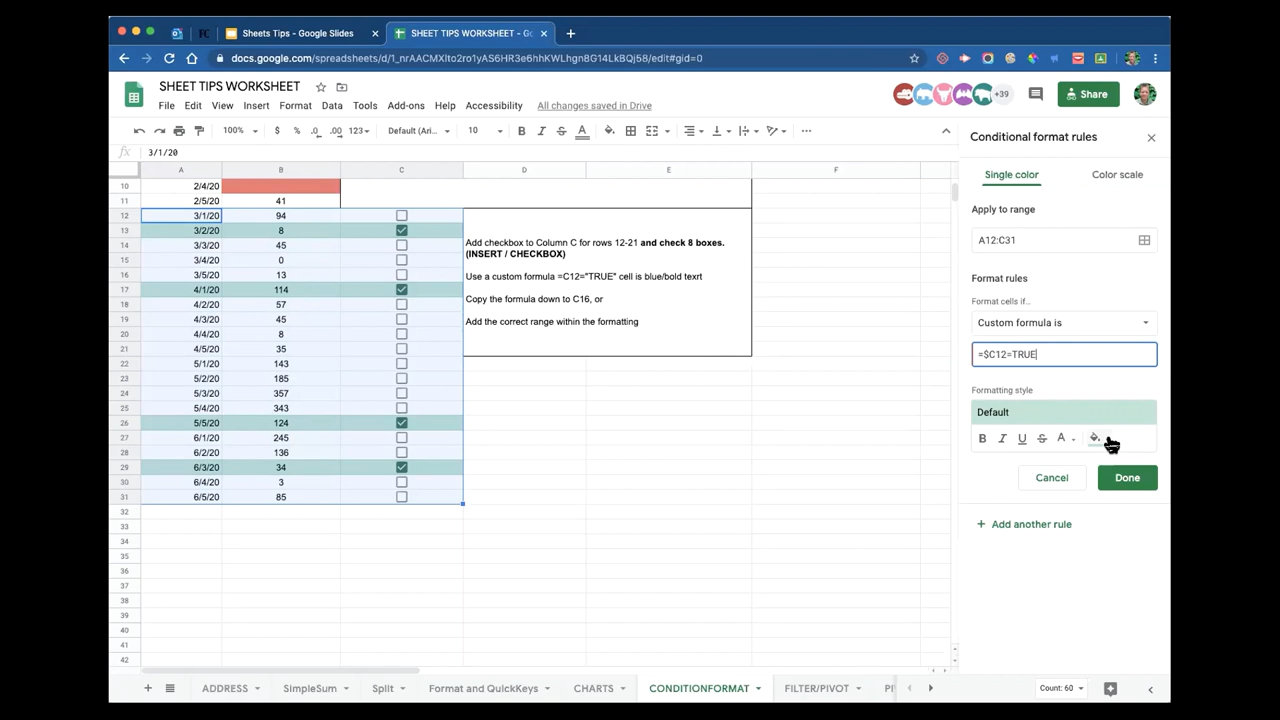 Sheets Tips - Google Slides
SHEET TIPS WORKSHEET - Go
docs.google.com/spreadsheets/d/1_nrAACMXIto2ro1yAS6HR3e6hhKWLhgn8G14LkBQj58/edit#gid=0
SHEET TIPS WORKSHEET
+39
Share
File Edit View Insert Format Data Tools Add-ons Help Accessibility All changes saved in Drive
100% $ % .0 .00 123 Default (Ari... 10 B I S A
fx 3/1/20
A B C D E F
10 2/4/20
11 2/5/20 41
12 3/1/20 94
13 3/2/20 8
14 3/3/20 45
15 3/4/20 0
16 3/5/20 13
17 4/1/20 114
18 4/2/20 57
19 4/3/20 45
20 4/4/20 8
21 4/5/20 35
22 5/1/20 143
23 5/2/20 185
24 5/3/20 357
25 5/4/20 343
26 5/5/20 124
27 6/1/20 245
28 6/2/20 136
29 6/3/20 34
30 6/4/20 3
31 6/5/20 85
32
33
34
35
36
37
38
39
40
41
42
Add checkbox to Column C for rows 12-21 and check 8 boxes.
(INSERT / CHECKBOX)
Use a custom formula =C12="TRUE" cell is blue/bold texrt
Copy the formula down to C16, or
Add the correct range within the formatting
Conditional format rules
Single color Color scale
Apply to range
A12:C31
Format rules
Format cells if...
Custom formula is
=$C12=TRUE
Formatting style
Default
B I U S A
Cancel Done
+ Add another rule
ADDRESS SimpleSum Split Format and QuickKeys CHARTS CONDITIONFORMAT FILTER/PIVOT PI
Count: 60